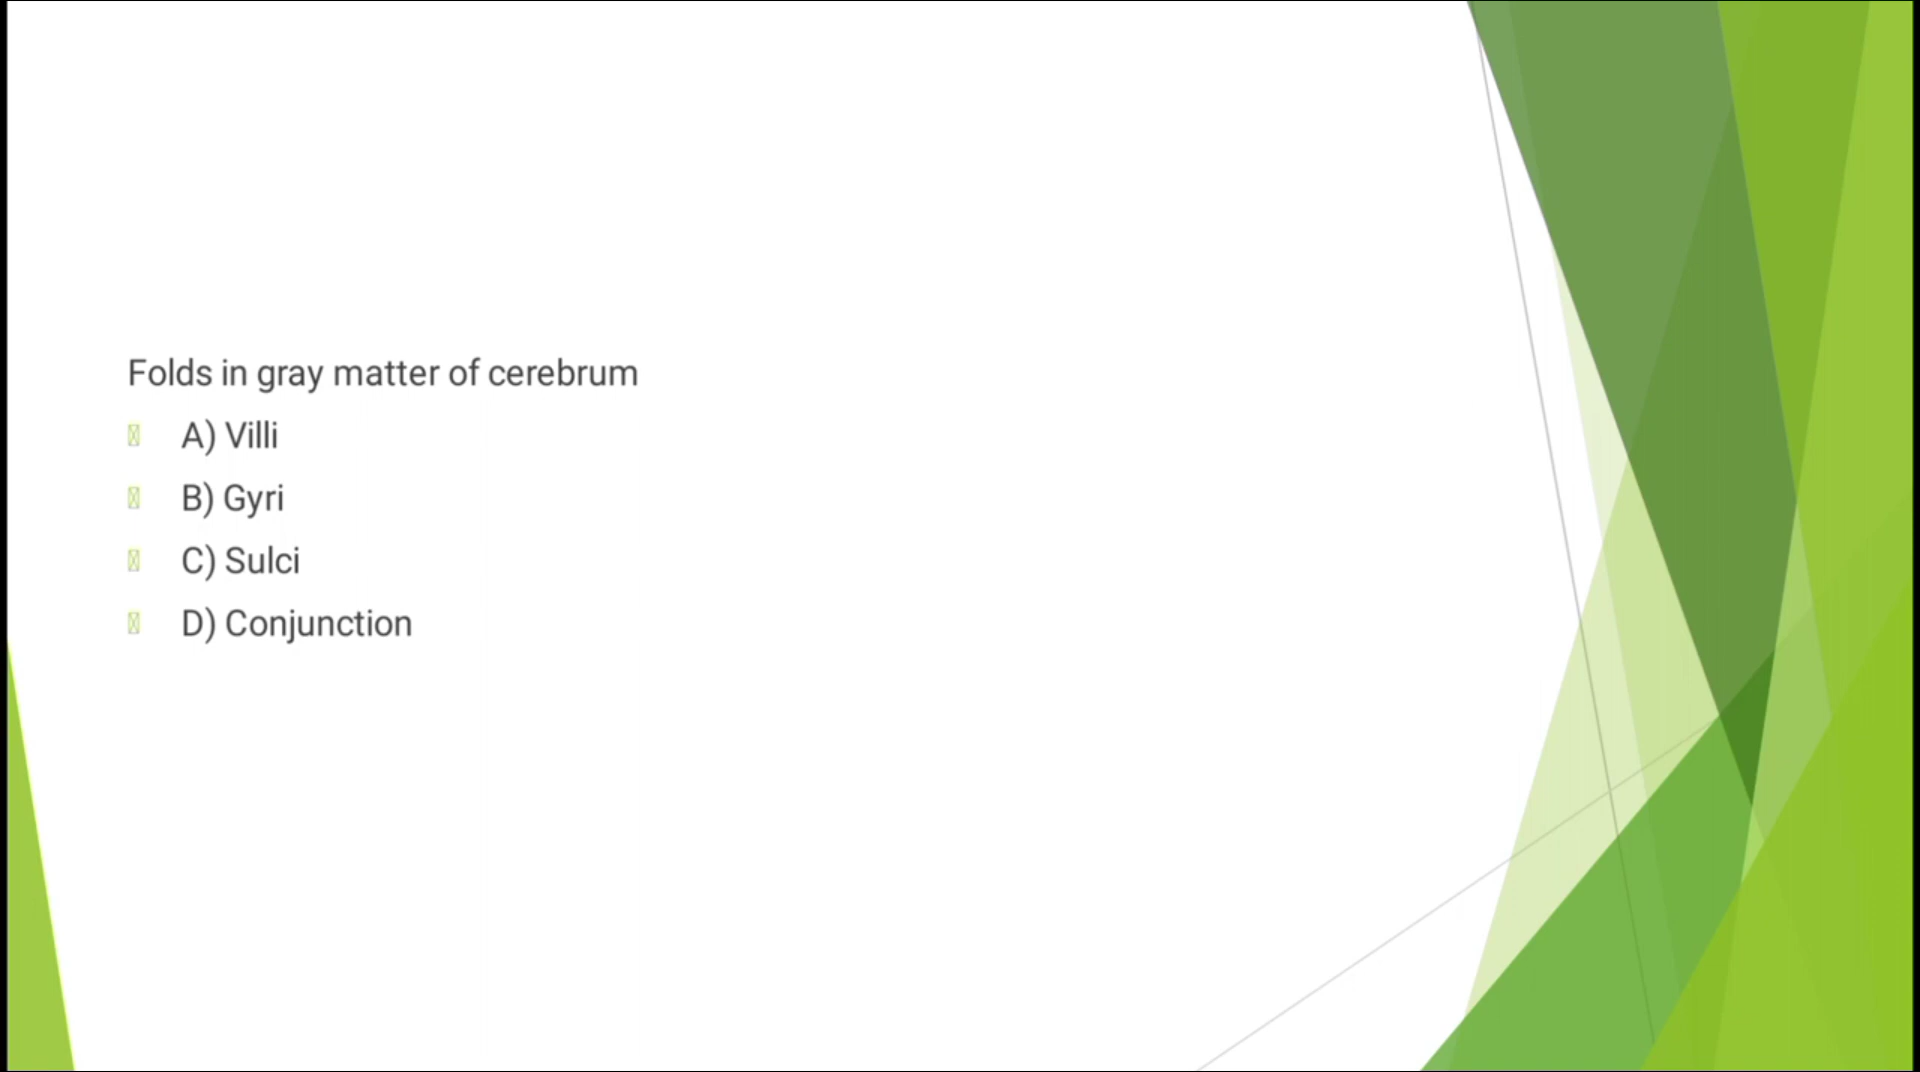 Folds in gray matter of cerebrum
A) Villi
B) Gyri
C) Sulci
D) Conjunction